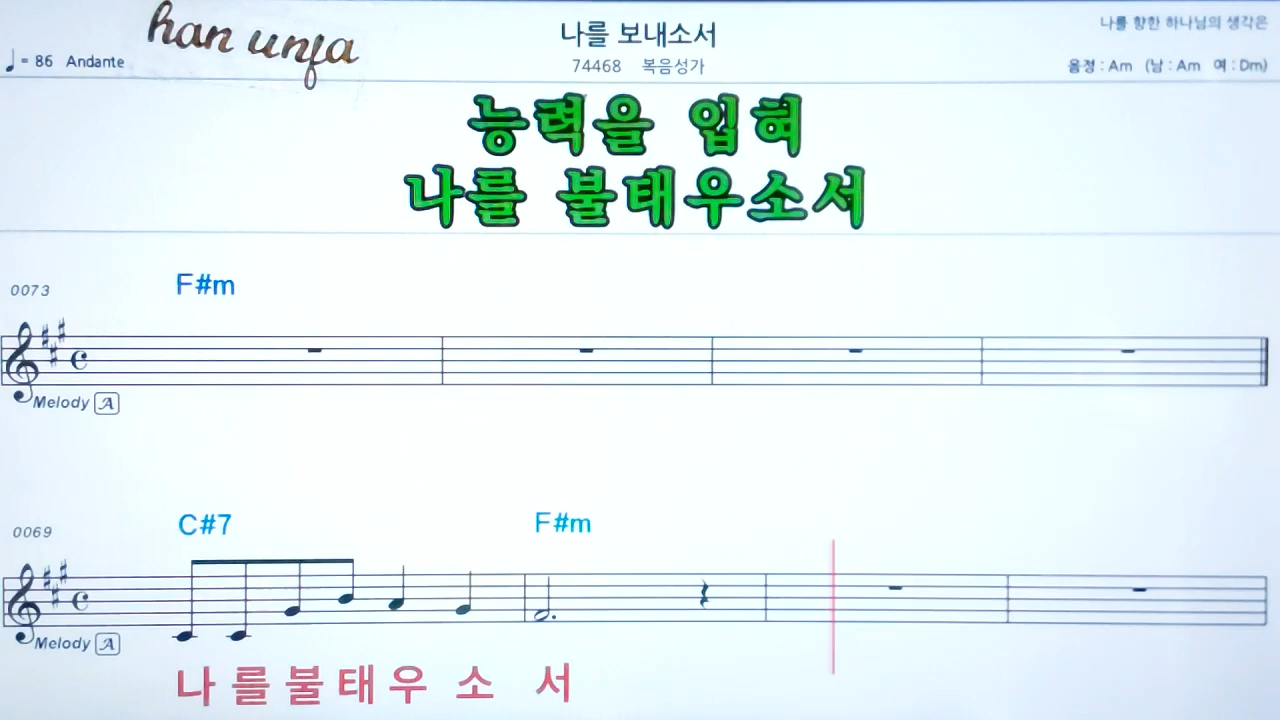 han unja
나를 보내소서
나를 향한 하나님의 생각은
= 86 Andante
74468 복음성가
음정 : Am (남 : Am 여 : Dm)
능력을 입혀
나를 불태우소서
0073
F#m
Melody A
0069
C#7 F#m
Melody A
나 를 불 태 우 소 서